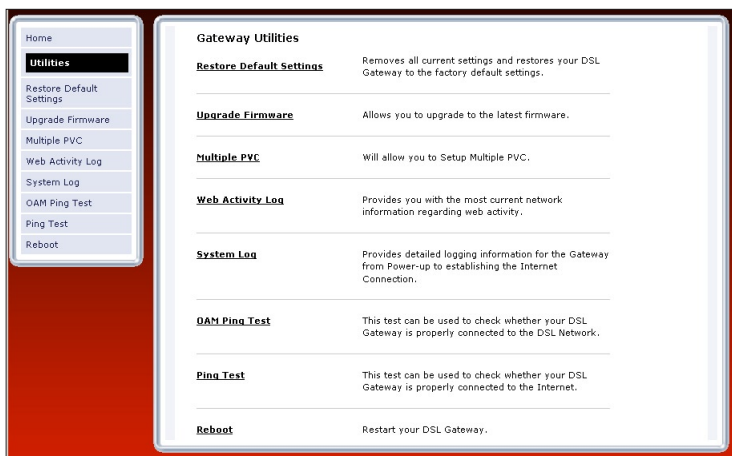 Home
Utilities
Restore Default
Settings
Upgrade Firmware
Multiple PVC
Web Activity Log
System Log
OAM Ping Test
Ping Test
Reboot
Gateway Utilities
Restore Default Settings
Removes all current settings and restores your DSL
Gateway to the factory default settings.
Upgrade Firmware
Allows you to upgrade to the latest firmware.
Multiple PVC
Will allow you to Setup Multiple PVC.
Web Activity Log
Provides you with the most current network
information regarding web activity.
System Log
Provides detailed logging information for the Gateway
from Power-up to establishing the Internet
Connection.
OAM Ping Test
This test can be used to check whether your DSL
Gateway is properly connected to the DSL Network.
Ping Test
This test can be used to check whether your DSL
Gateway is properly connected to the Internet.
Reboot
Restart your DSL Gateway.